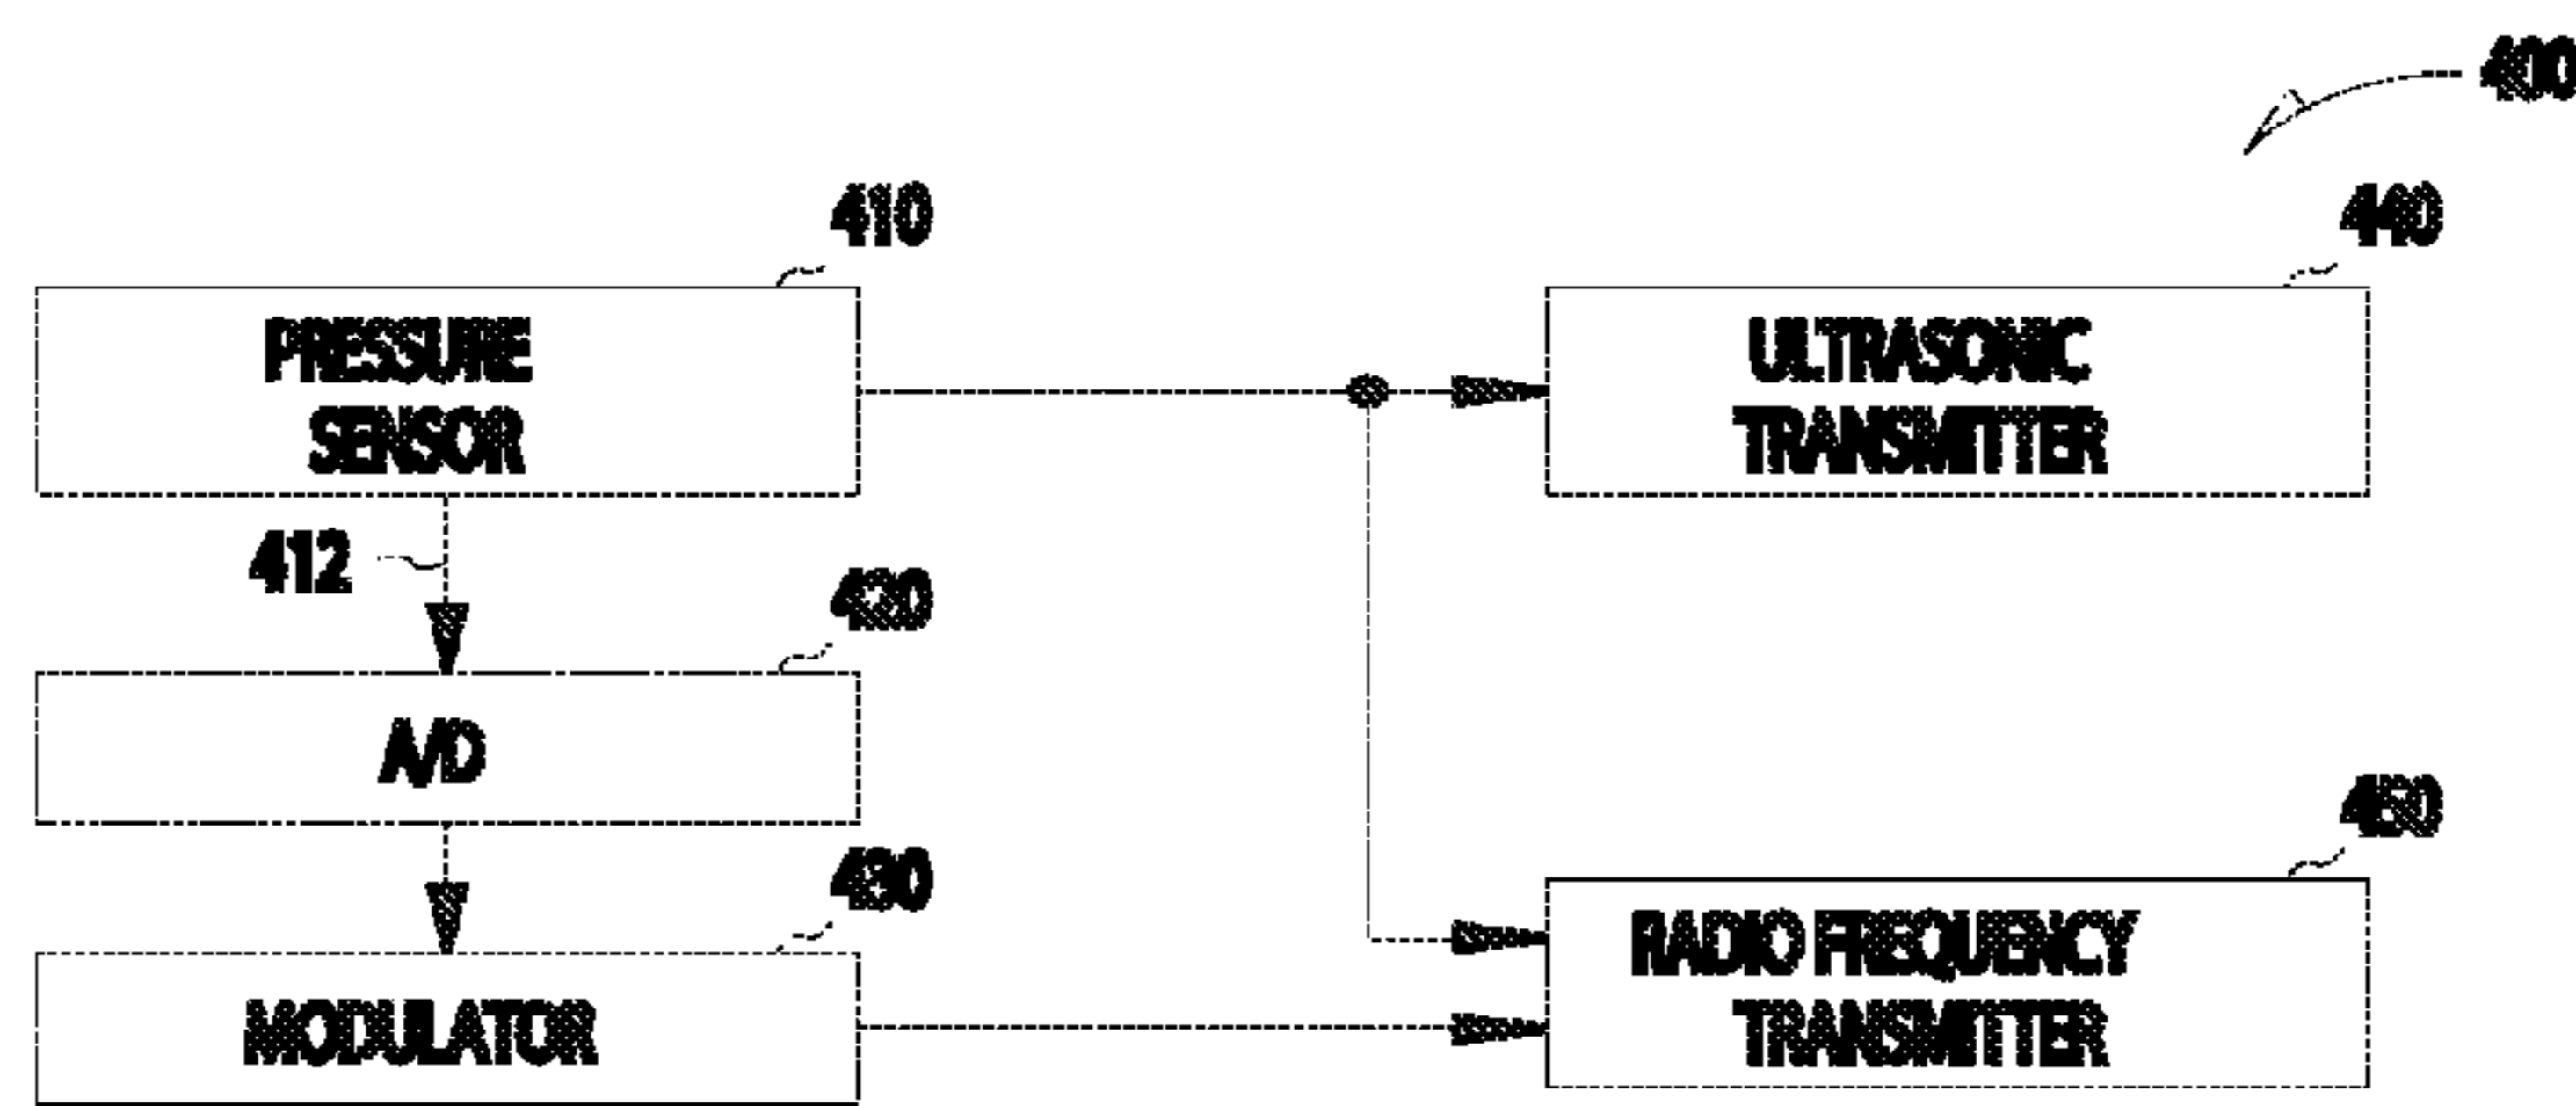 400
410
440
PRESSURE
SENSOR
ULTRASONIC
TRANSMITTER
412
420
A/D
430
450
MODULATOR
RADIO FREQUENCY
TRANSMITTER